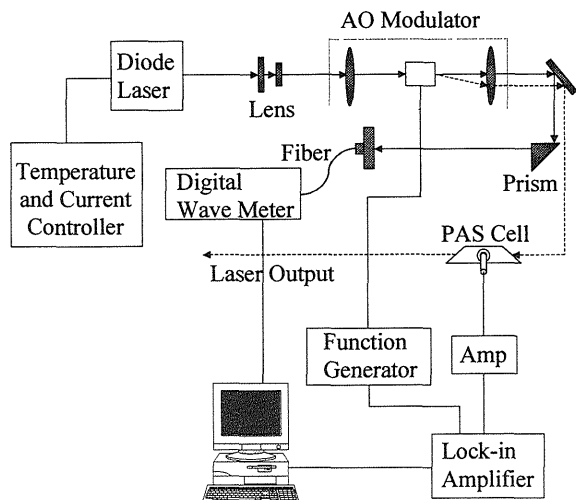 AO Modulator
Diode
Laser
Lens
Temperature
and Current
Controller
Fiber
Digital
Wave Meter
Prism
PAS Cell
Laser Output
Function
Generator
Amp
Lock-in
Amplifier